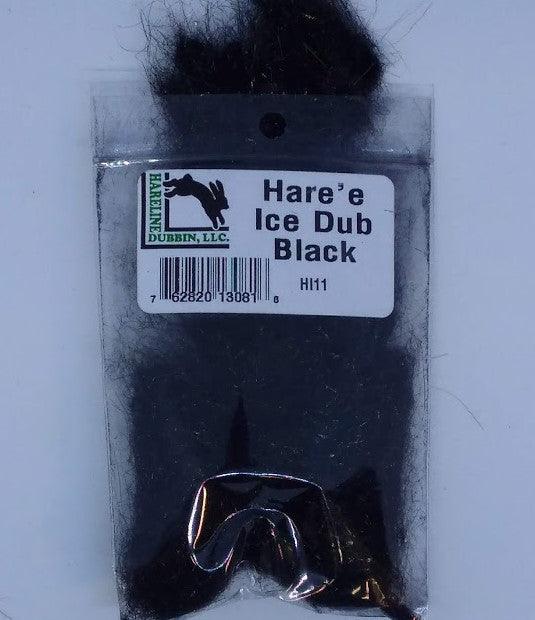 HARELINE
DUBBIN, LLC.
Hare'e
Ice Dub
Black
HI11
7 62820 13081 6